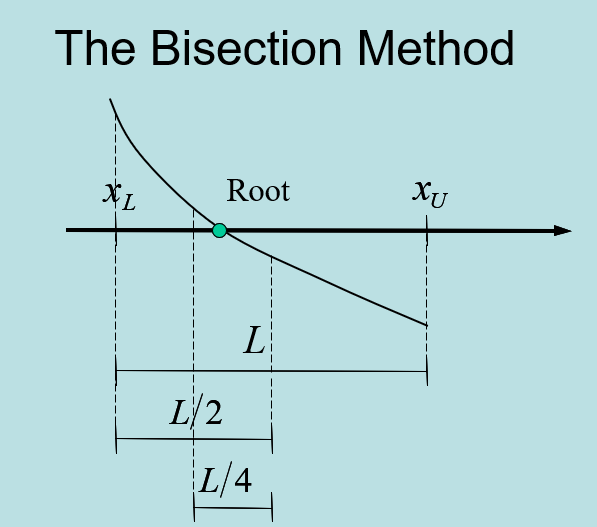 The Bisection Method
x_L Root x_U
L
L/2
L/4